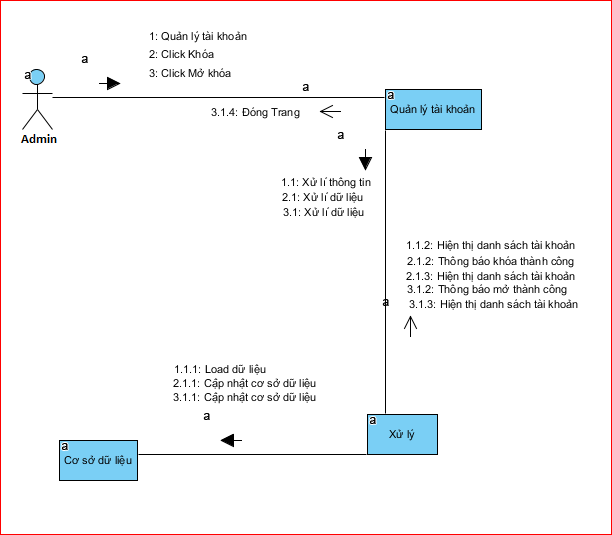 1: Quản lý tài khoản
2: Click Khóa
3: Click Mở khóa
a
a
a
a
Quản lý tài khoản
Admin
3.1.4: Đóng Trang
a
1.1: Xử lí thông tin
2.1: Xử lí dữ liệu
3.1: Xử lí dữ liệu
1.1.2: Hiện thị danh sách tài khoản
2.1.2: Thông báo khóa thành công
2.1.3: Hiện thị danh sách tài khoản
3.1.2: Thông báo mở thành công
a
3.1.3: Hiện thị danh sách tài khoản
1.1.1: Load dữ liệu
2.1.1: Cập nhật cơ sở dữ liệu
3.1.1: Cập nhật cơ sở dữ liệu
a
a
Xử lý
a
Cơ sở dữ liệu